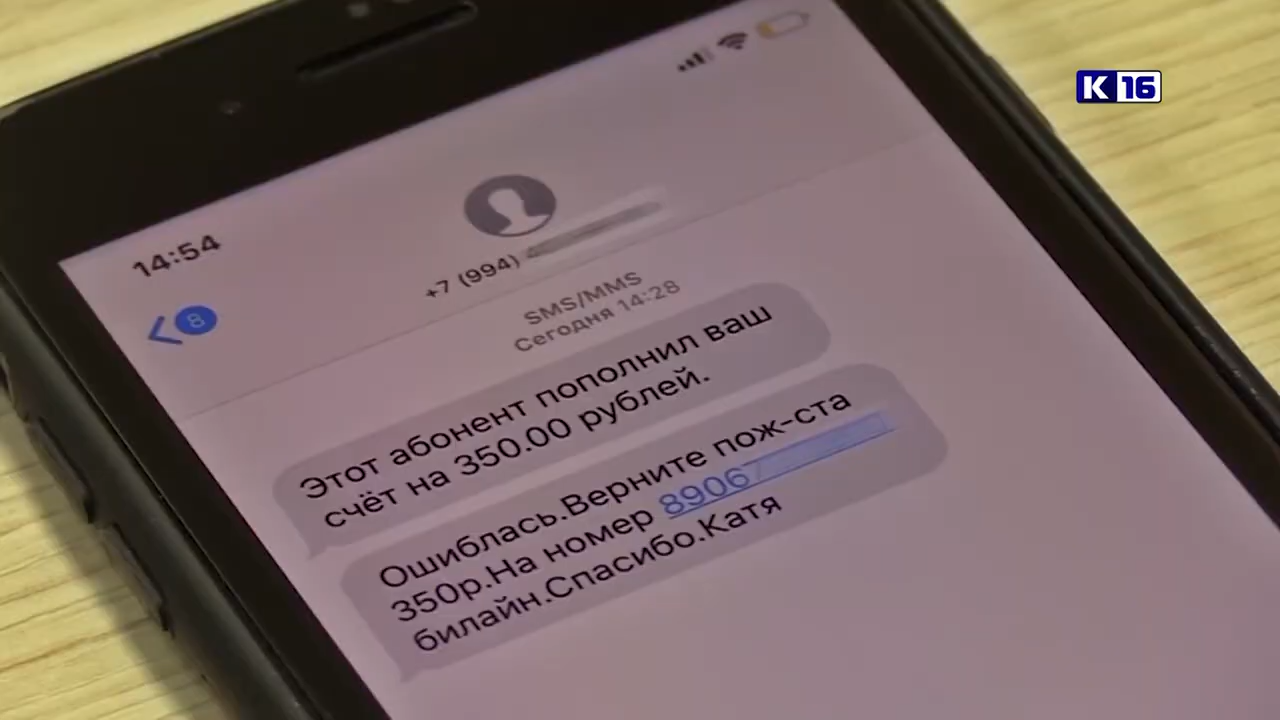 K 16
14:54
8
+7 (994)
SMS/MMS
Сегодня 14:28
Этот абонент пополнил ваш
счёт на 350.00 рублей.
Ошиблась.Верните пож-ста
350р.На номер 8906
билайн.Спасибо.Катя